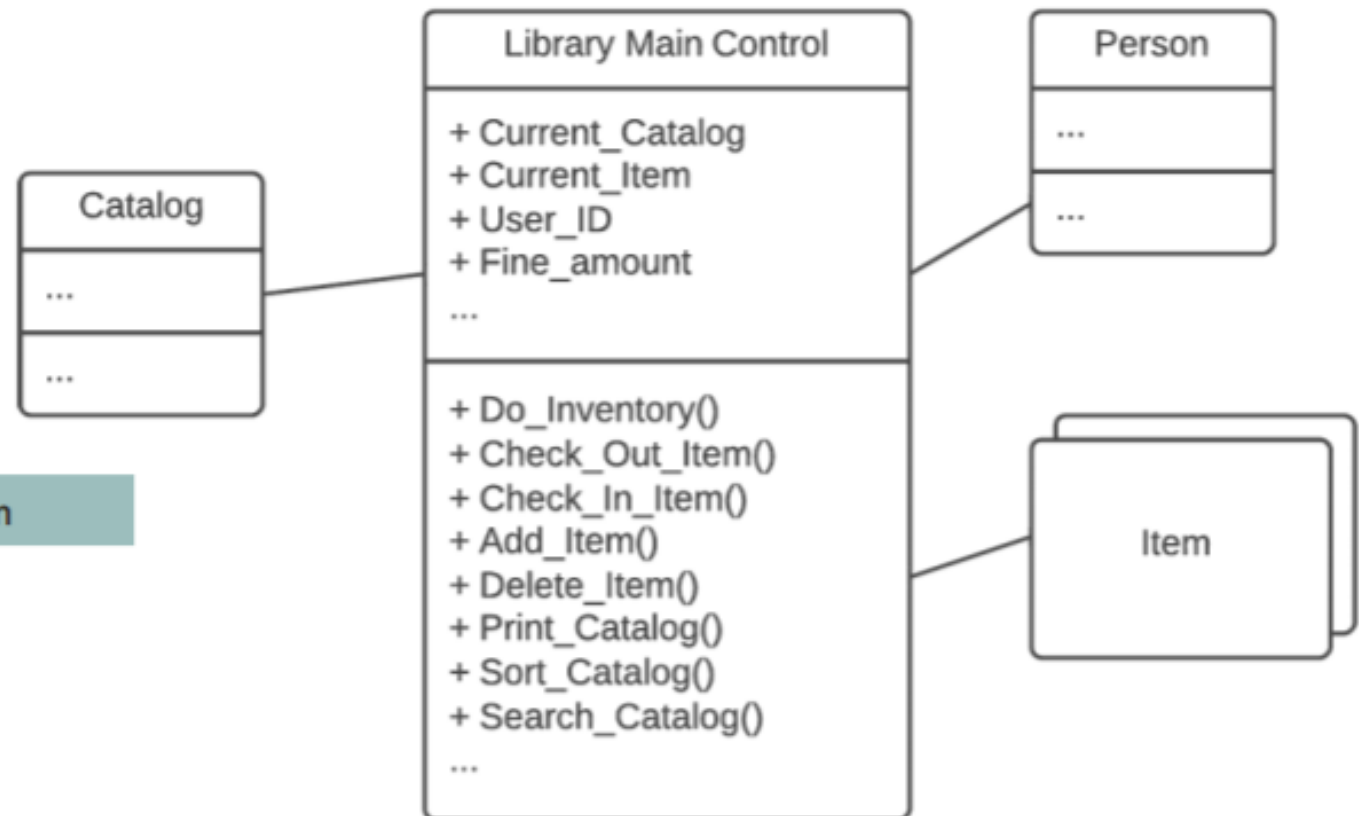 Library Main Control
+ Current_Catalog
+ Current_Item
+ User_ID
+ Fine_amount
...
+ Do_Inventory()
+ Check_Out_Item()
+ Check_In_Item()
+ Add_Item()
+ Delete_Item()
+ Print_Catalog()
+ Sort_Catalog()
+ Search_Catalog()
...
Catalog
...
...
Person
...
...
Item